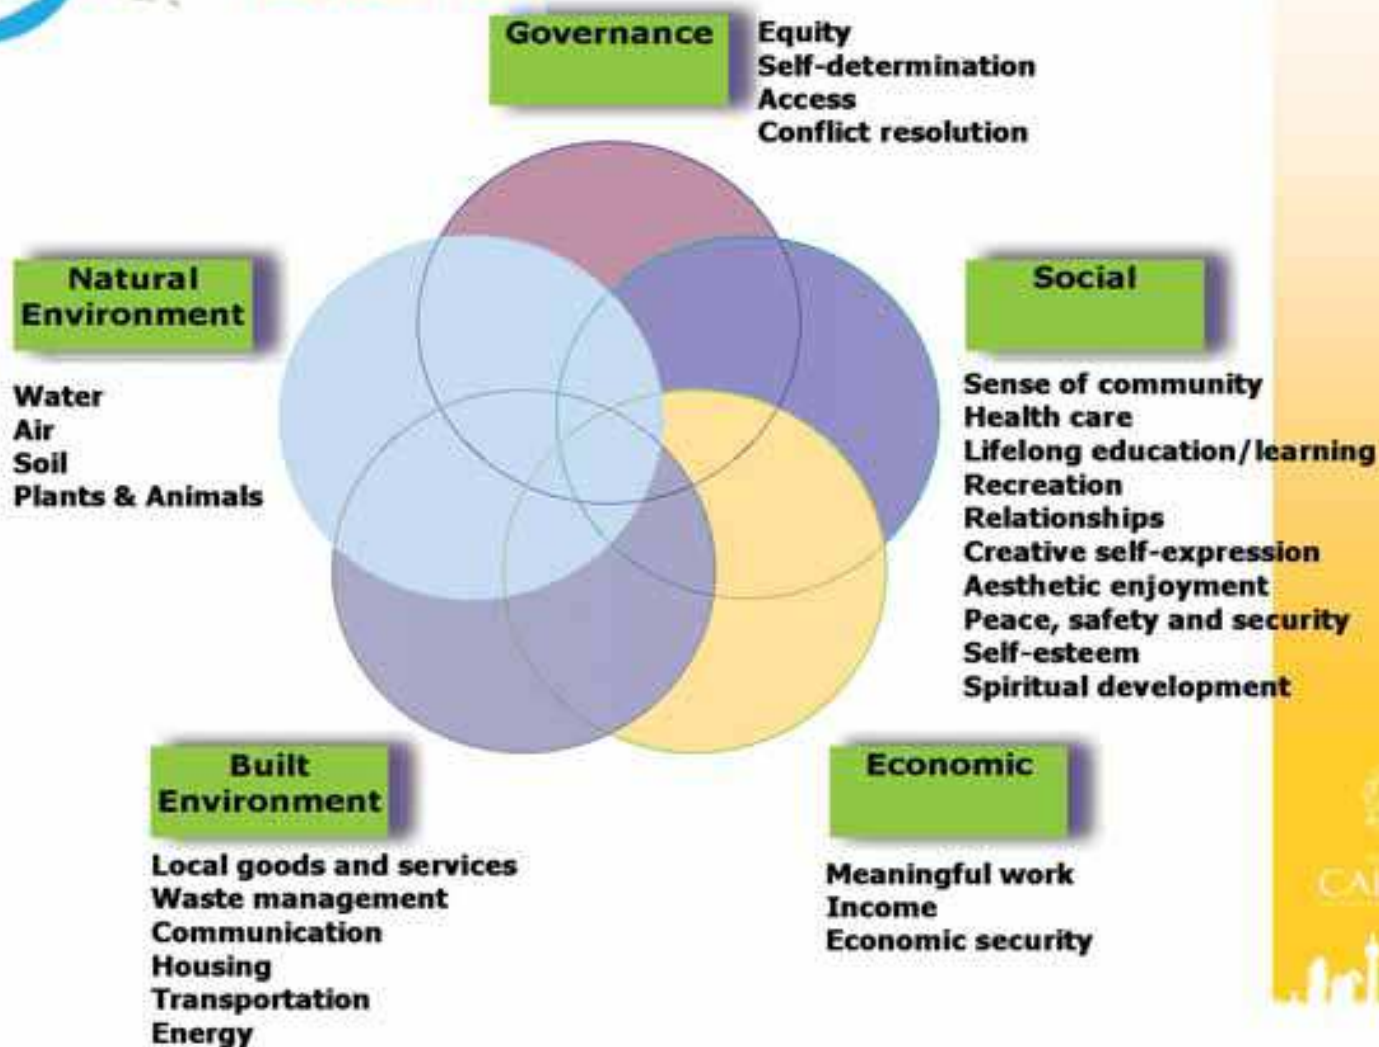 Governance
Equity
Self-determination
Access
Conflict resolution
Natural
Environment
Water
Air
Soil
Plants & Animals
Social
Sense of community
Health care
Lifelong education/learning
Recreation
Relationships
Creative self-expression
Aesthetic enjoyment
Peace, safety and security
Self-esteem
Spiritual development
Built
Environment
Local goods and services
Waste management
Communication
Housing
Transportation
Energy
Economic
Meaningful work
Income
Economic security